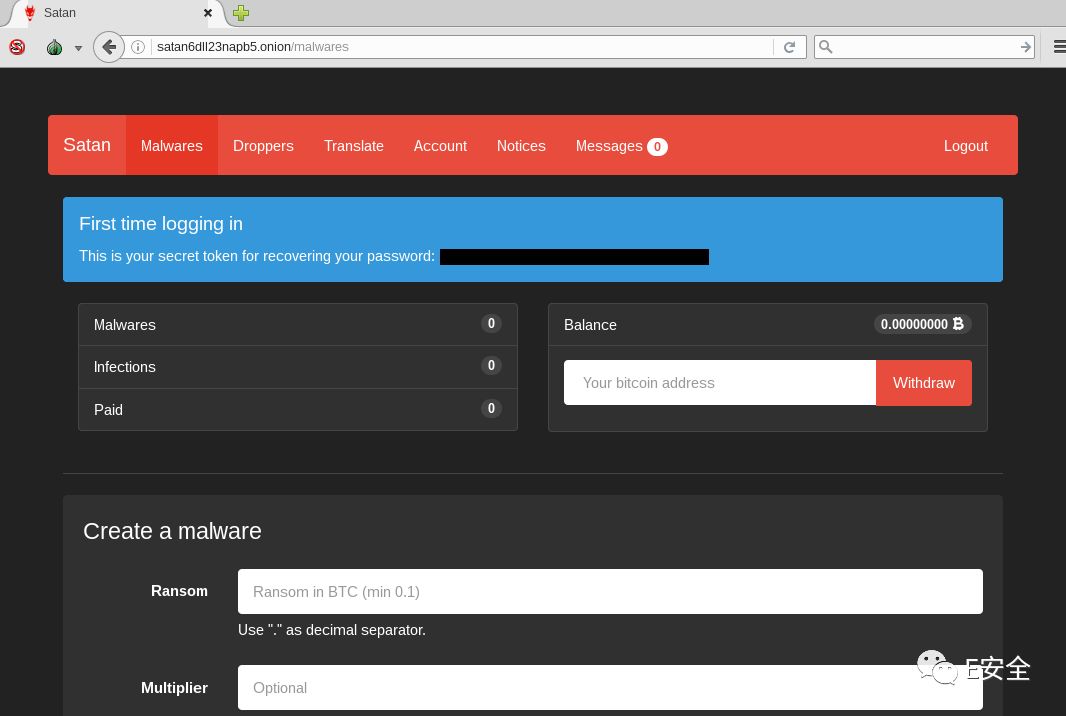 Satan
satan6dll23napb5.onion/malwares
Satan Malwares Droppers Translate Account Notices Messages 0 Logout
First time logging in
This is your secret token for recovering your password:
Malwares 0
Infections 0
Paid 0
Balance 0.00000000
Your bitcoin address Withdraw
Create a malware
Ransom Ransom in BTC (min 0.1)
Use "." as decimal separator.
Multiplier Optional
E安全